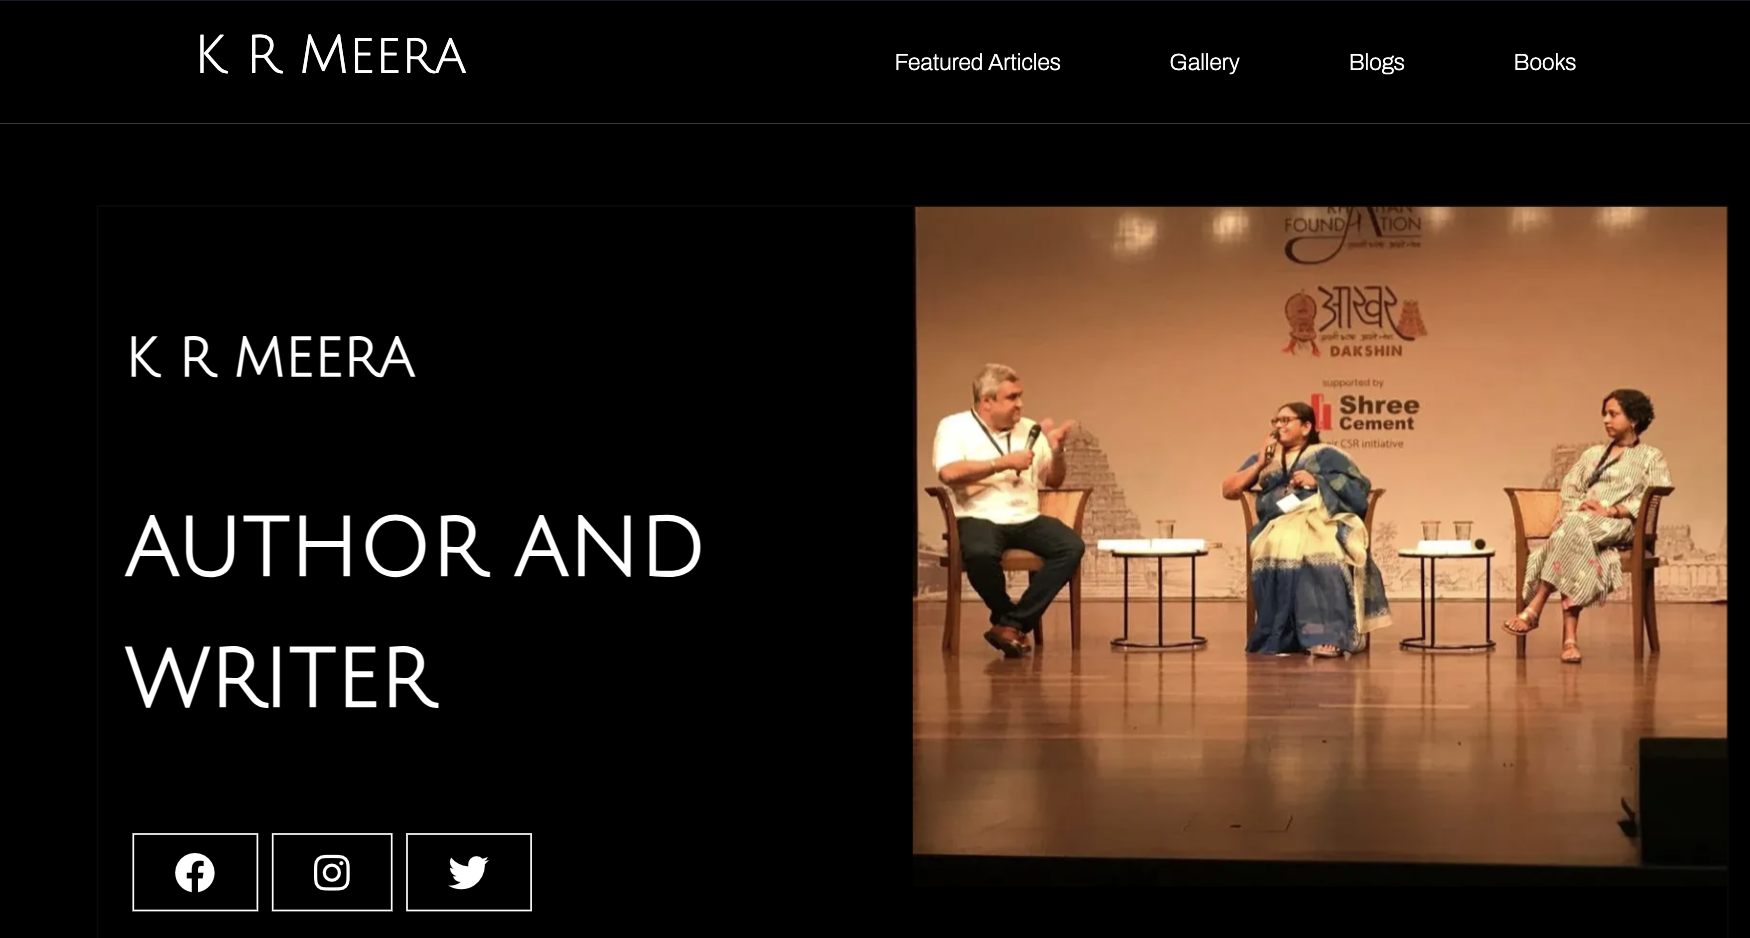 K R MEERA
Featured Articles
Gallery
Blogs
Books
K R MEERA
AUTHOR AND
WRITER
FOUNDATION
आखर
DAKSHIN
supported by
Shree
Cement
CSR initiative